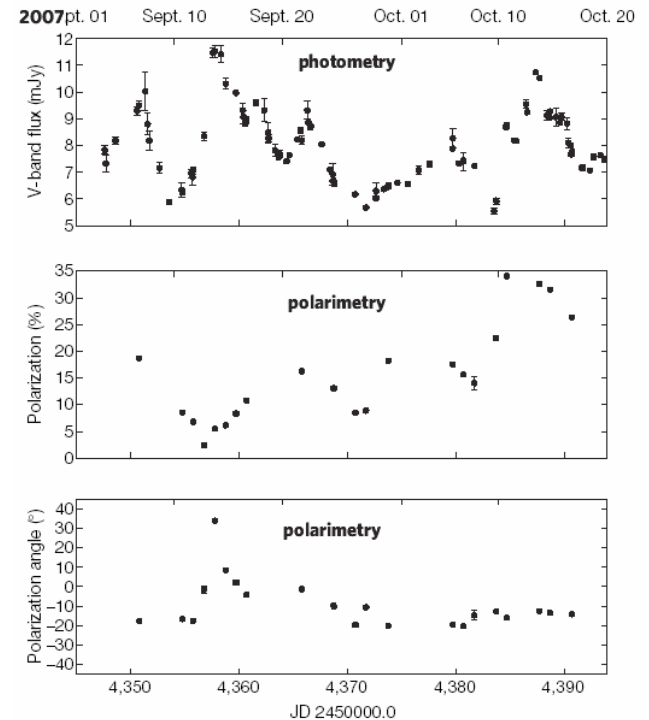 2007pt. 01 Sept. 10 Sept. 20 Oct. 01 Oct. 10 Oct. 20
photometry
V-band flux (mJy)
12
11
10
9
8
7
6
5
polarimetry
Polarization (%)
35
30
25
20
15
10
5
0
polarimetry
Polarization angle (°)
40
30
20
10
0
−10
−20
−30
−40
4,350 4,360 4,370 4,380 4,390
JD 2450000.0